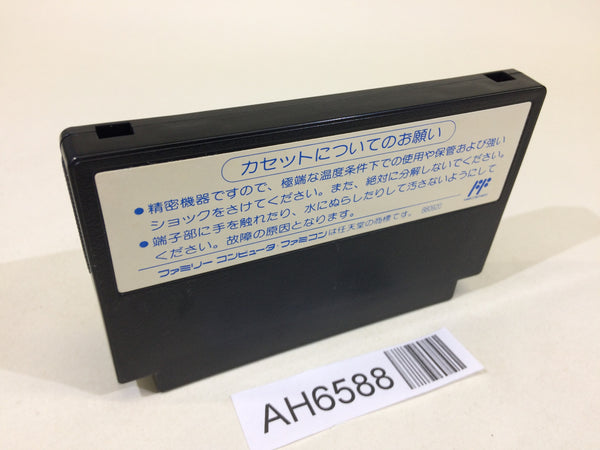 カセットについてのお願い
●精密機器ですので、極端な温度条件下での使用や保管および強い
ショックをさけてください。また、絶対に分解しないでください。
●端子部に手を触れたり、水にぬらしたりして汚さないようにして
ください。故障の原因となります。
ファミリーコンピュータ・ファミコンは任天堂の商標です。
AH6588